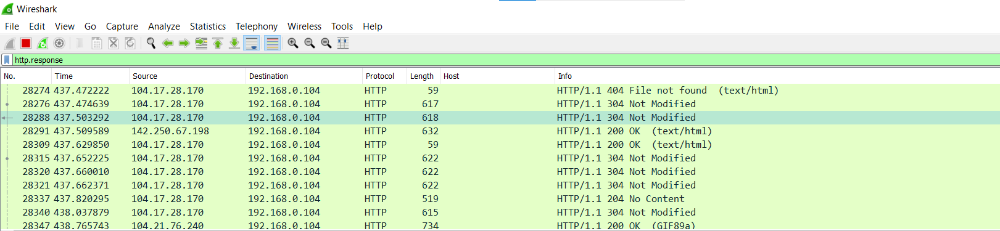 Wireshark
File Edit View Go Capture Analyze Statistics Telephony Wireless Tools Help
http.response
No. Time Source Destination Protocol Length Host Info
28274 437.472222 104.17.28.170 192.168.0.104 HTTP 59 HTTP/1.1 404 File not found (text/html)
28276 437.474639 104.17.28.170 192.168.0.104 HTTP 617 HTTP/1.1 304 Not Modified
28288 437.503292 104.17.28.170 192.168.0.104 HTTP 618 HTTP/1.1 304 Not Modified
28291 437.509589 142.250.67.198 192.168.0.104 HTTP 632 HTTP/1.1 200 OK (text/html)
28309 437.629850 104.17.28.170 192.168.0.104 HTTP 59 HTTP/1.1 200 OK (text/html)
28315 437.652225 104.17.28.170 192.168.0.104 HTTP 622 HTTP/1.1 304 Not Modified
28320 437.660010 104.17.28.170 192.168.0.104 HTTP 622 HTTP/1.1 304 Not Modified
28321 437.662371 104.17.28.170 192.168.0.104 HTTP 622 HTTP/1.1 304 Not Modified
28337 437.820295 104.17.28.170 192.168.0.104 HTTP 519 HTTP/1.1 204 No Content
28340 438.037879 104.17.28.170 192.168.0.104 HTTP 615 HTTP/1.1 304 Not Modified
28347 438.765743 104.21.76.240 192.168.0.104 HTTP 734 HTTP/1.1 200 OK (GIF89a)